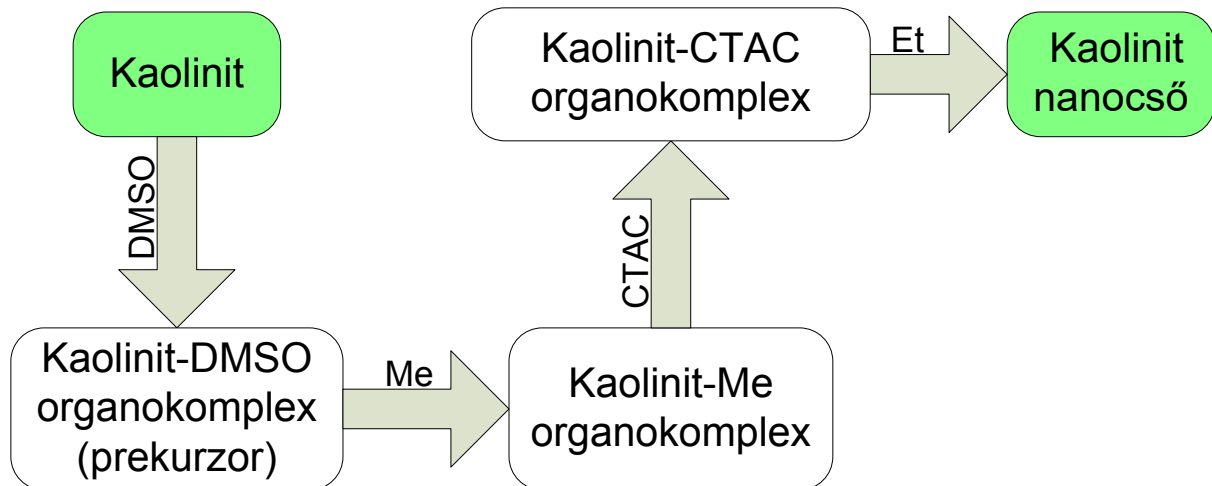 Kaolinit
DMSO
Kaolinit-DMSO
organokomplex
(prekurzor)
Me
Kaolinit-Me
organokomplex
CTAC
Kaolinit-CTAC
organokomplex
Et
Kaolinit
nanocső